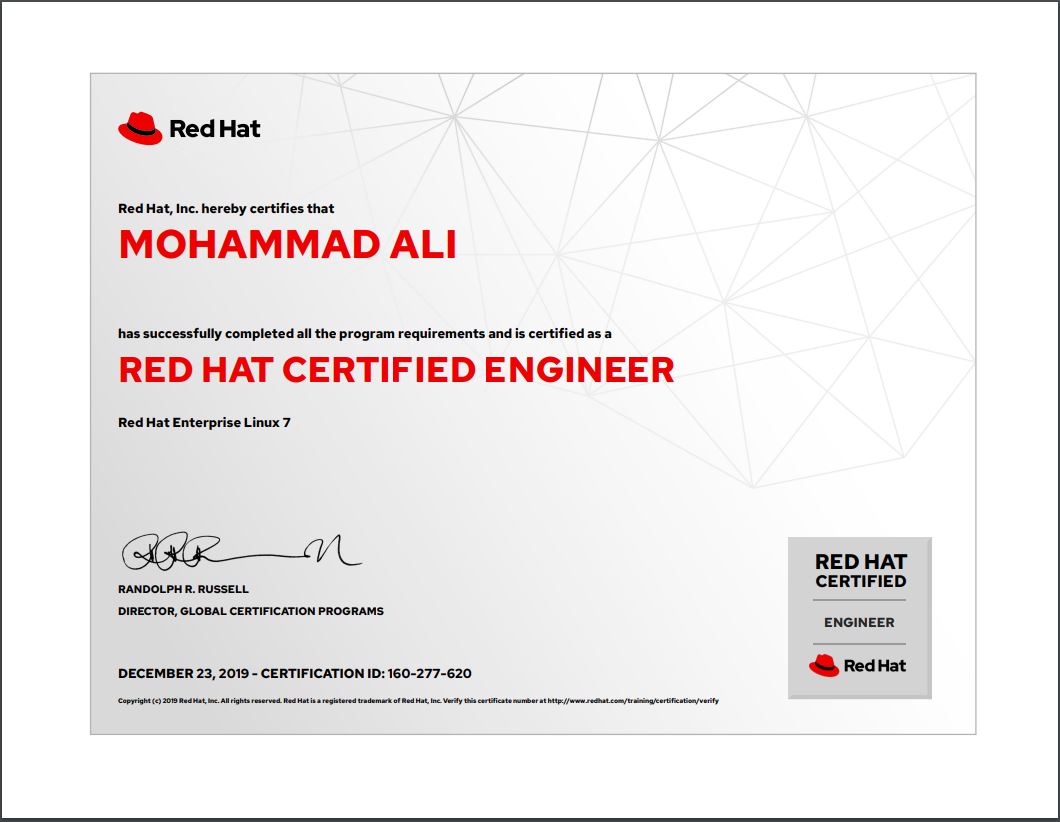 Red Hat
Red Hat, Inc. hereby certifies that
MOHAMMAD ALI
has successfully completed all the program requirements and is certified as a
RED HAT CERTIFIED ENGINEER
Red Hat Enterprise Linux 7
RANDOLPH R. RUSSELL
DIRECTOR, GLOBAL CERTIFICATION PROGRAMS
DECEMBER 23, 2019 - CERTIFICATION ID: 160-277-620
Copyright (c) 2019 Red Hat, Inc. All rights reserved. Red Hat is a registered trademark of Red Hat, Inc. Verify this certificate number at http://www.redhat.com/training/certification/verify
RED HAT
CERTIFIED
ENGINEER
Red Hat